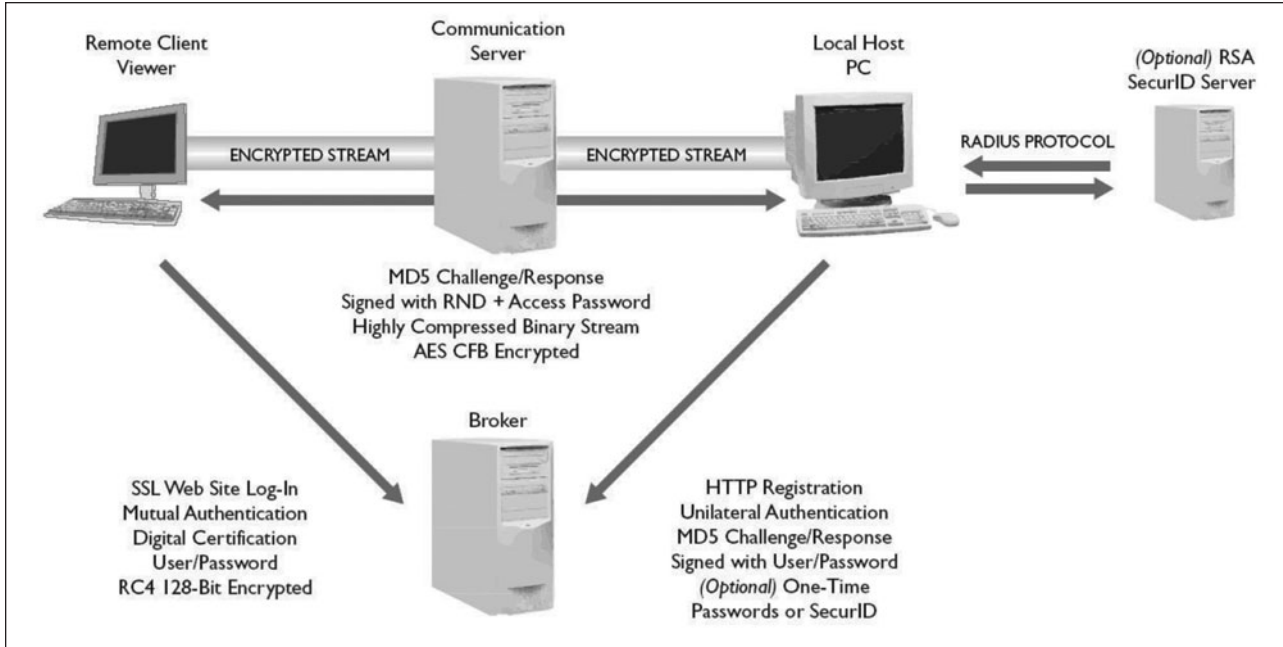 Remote Client
Viewer
Communication
Server
Local Host
PC
(Optional) RSA
SecurID Server
ENCRYPTED STREAM
ENCRYPTED STREAM
RADIUS PROTOCOL
MD5 Challenge/Response
Signed with RND + Access Password
Highly Compressed Binary Stream
AES CFB Encrypted
Broker
SSL Web Site Log-In
Mutual Authentication
Digital Certification
User/Password
RC4 128-Bit Encrypted
HTTP Registration
Unilateral Authentication
MD5 Challenge/Response
Signed with User/Password
(Optional) One-Time
Passwords or SecurID